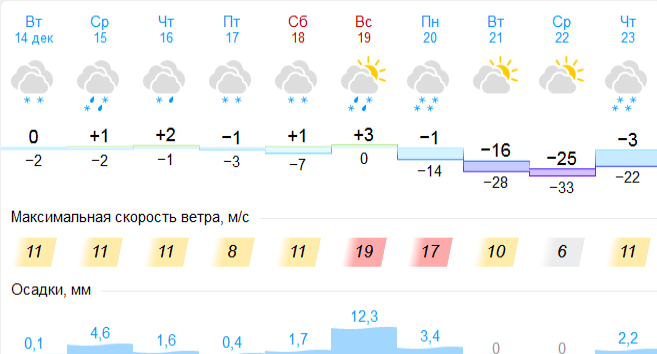 Вт Ср Чт Пт Сб Вс Пн Вт Ср Чт
14 дек 15 16 17 18 19 20 21 22 23
0 +1 +2 −1 +1 +3 −1 −16 −25 −3
−2 −2 −1 −3 −7 0 −14 −28 −33 −22
Максимальная скорость ветра, м/с
11 11 11 8 11 19 17 10 6 11
Осадки, мм
0,1 4,6 1,6 0,4 1,7 12,3 3,4 0 0 2,2